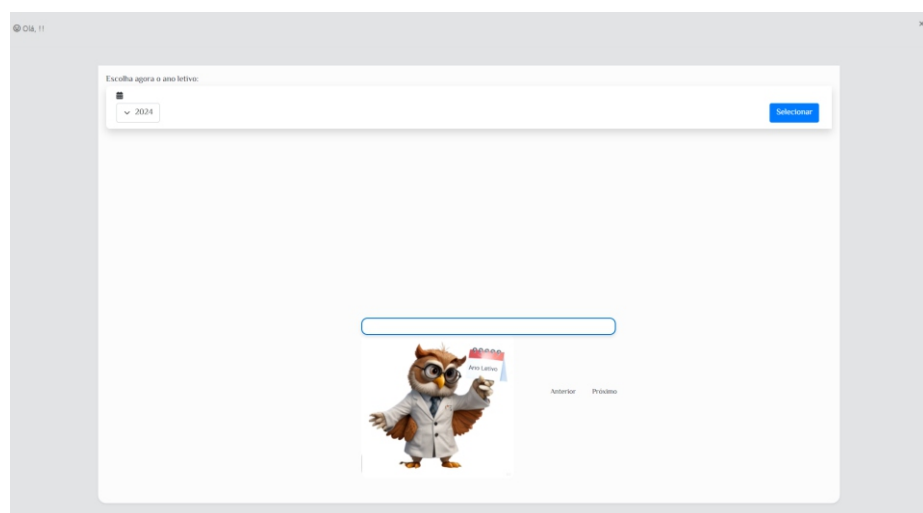 Olá, !!
×
Escolha agora o ano letivo:
2024
Selecionar
Ano Letivo
Anterior Próximo